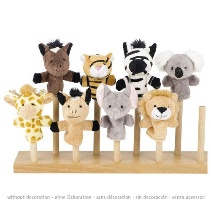 without decoration - ohne Dekoration - sans décoration - sin decoración - senza accessori